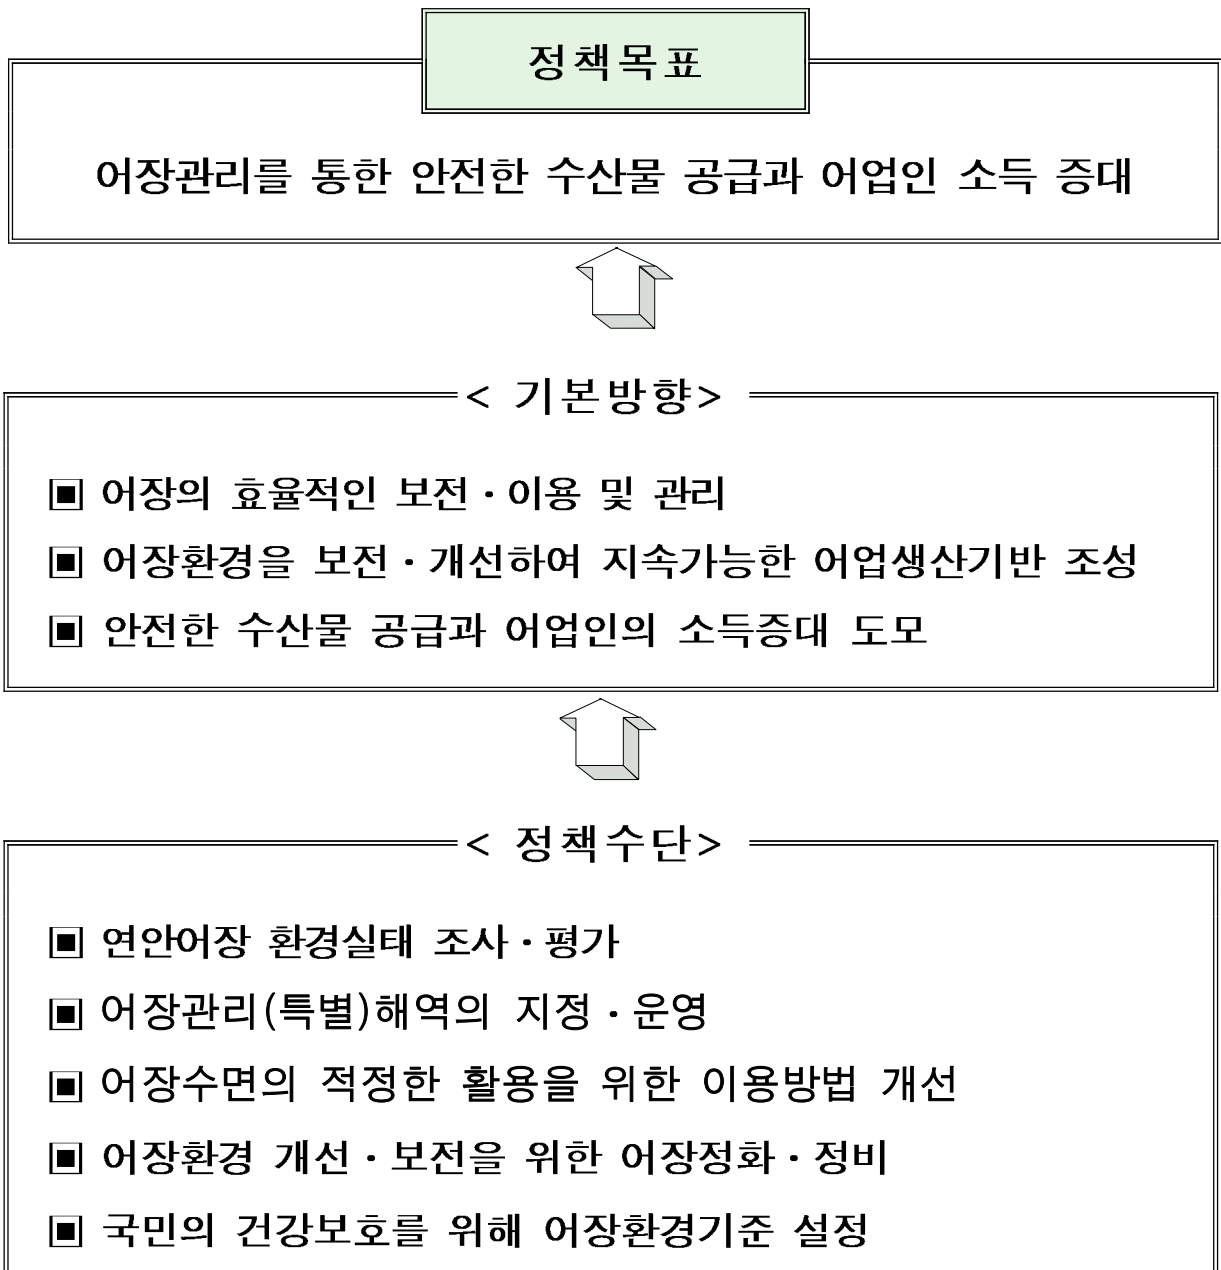 정책목표
어장관리를 통한 안전한 수산물 공급과 어업인 소득 증대
< 기본방향>
▣ 어장의 효율적인 보전·이용 및 관리
▣ 어장환경을 보전·개선하여 지속가능한 어업생산기반 조성
▣ 안전한 수산물 공급과 어업인의 소득증대 도모
< 정책수단>
▣ 연안어장 환경실태 조사·평가
▣ 어장관리(특별)해역의 지정·운영
▣ 어장수면의 적정한 활용을 위한 이용방법 개선
▣ 어장환경 개선·보전을 위한 어장정화·정비
▣ 국민의 건강보호를 위해 어장환경기준 설정